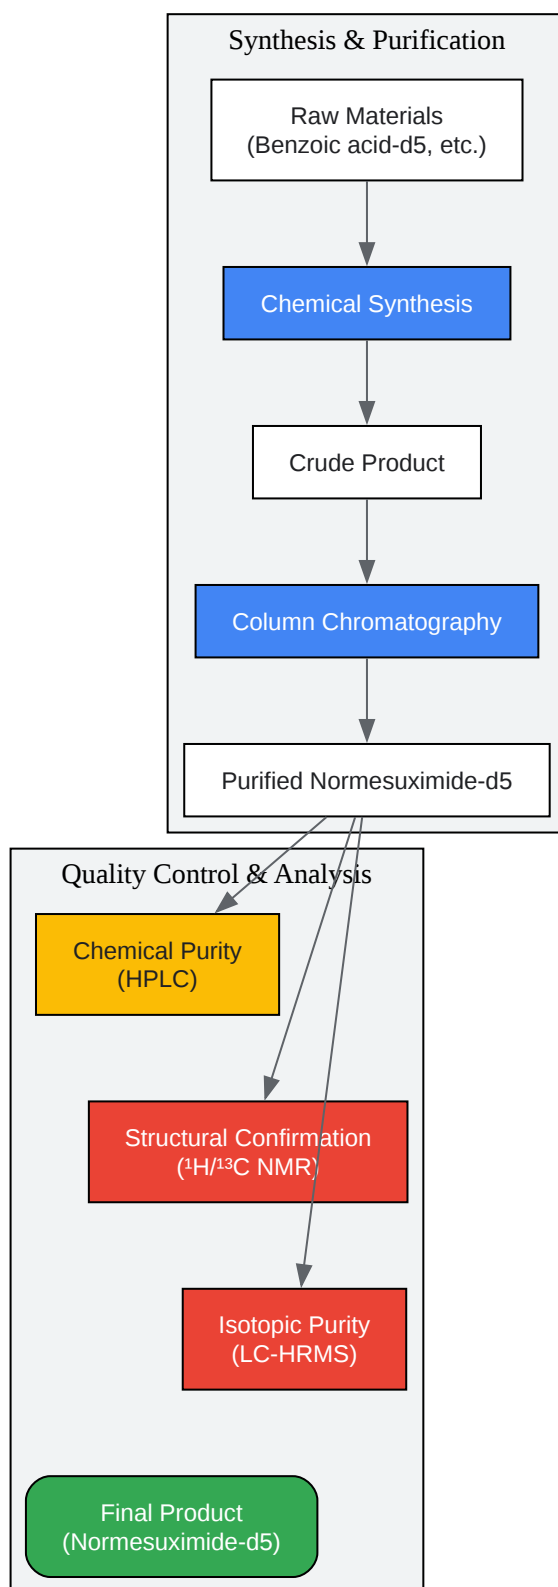 Synthesis & Purification
Raw Materials
(Benzoic acid-d5, etc.)
Chemical Synthesis
Crude Product
Column Chromatography
Purified Normesuximide-d5
Quality Control & Analysis
Chemical Purity
(HPLC)
Structural Confirmation
(¹H/¹³C NMR)
Isotopic Purity
(LC-HRMS)
Final Product
(Normesuximide-d5)